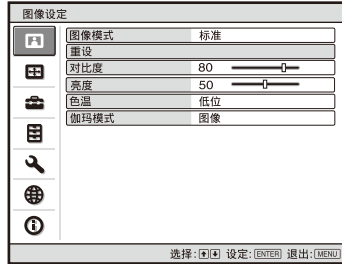 图像设定
图像模式 标准
重设
对比度 80
亮度 50
色温 低位
伽玛模式 图像
选择: 设定: ENTER 退出: MENU